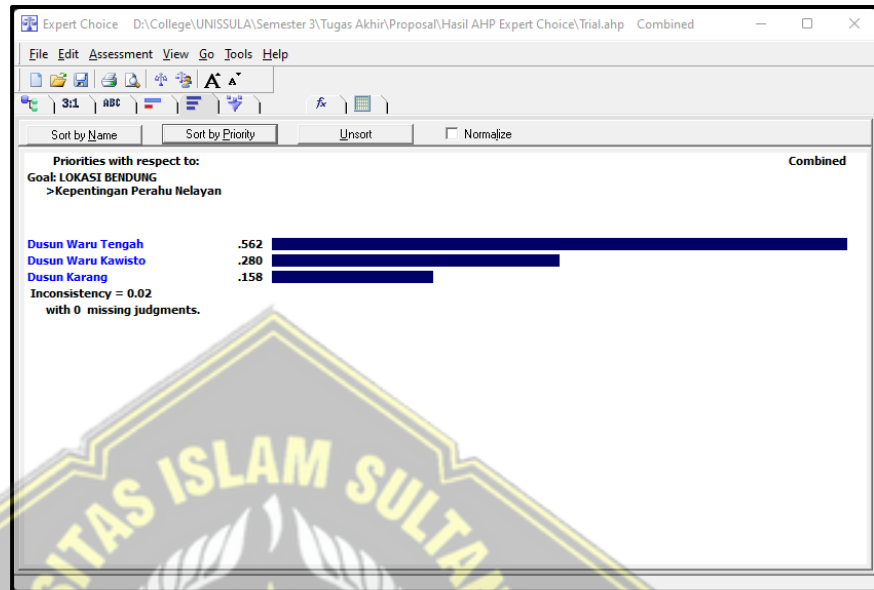 Expert Choice D:\College\UNISSULA\Semester 3\Tugas Akhir\Proposal\Hasil AHP Expert Choice\Trial.ahp Combined
File Edit Assessment View Go Tools Help
A A
3:1 ABC fx
Sort by Name Sort by Priority Unsort Normalize
Priorities with respect to: Combined
Goal: LOKASI BENDUNG
>Kepentingan Perahu Nelayan
Dusun Waru Tengah .562
Dusun Waru Kawisto .280
Dusun Karang .158
Inconsistency = 0.02
with 0 missing judgments.
SITAS ISLAM SULTAN